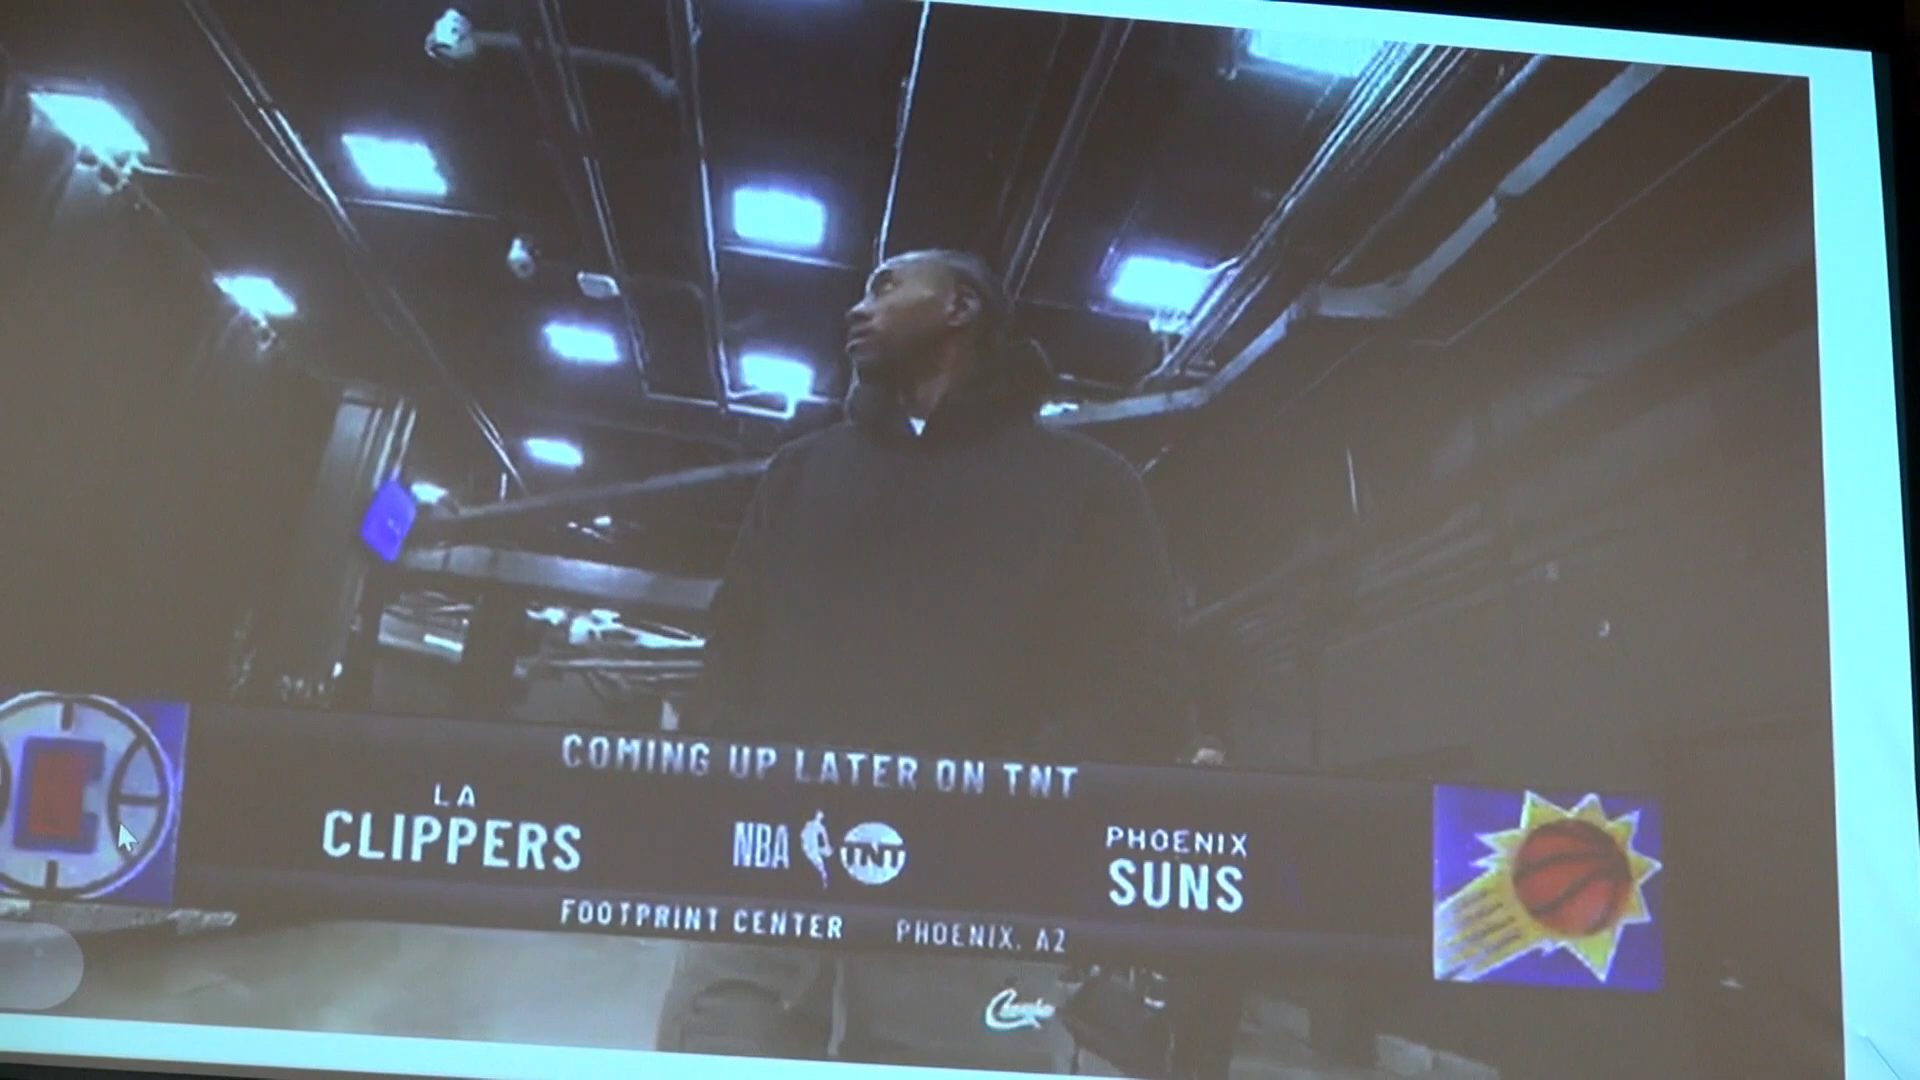 COMING UP LATER ON TNT
LA
CLIPPERS
NBA TNT
PHOENIX
SUNS
FOOTPRINT CENTER PHOENIX, AZ